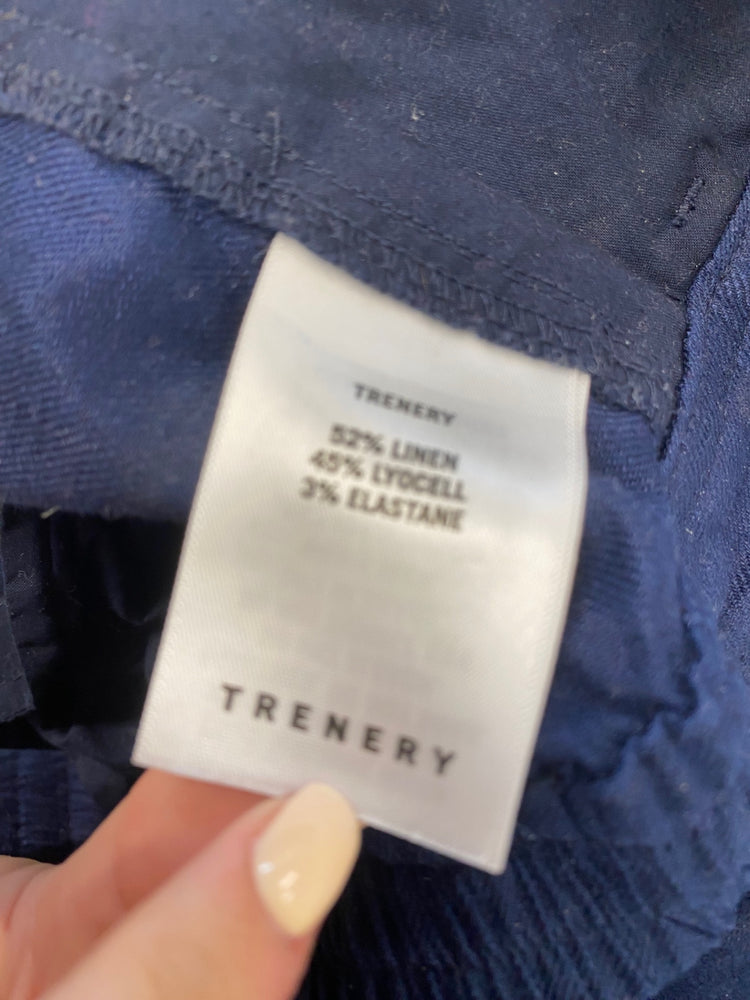 TRENERY
52% LINEN
45% LYOCELL
3% ELASTANE
TRENERY